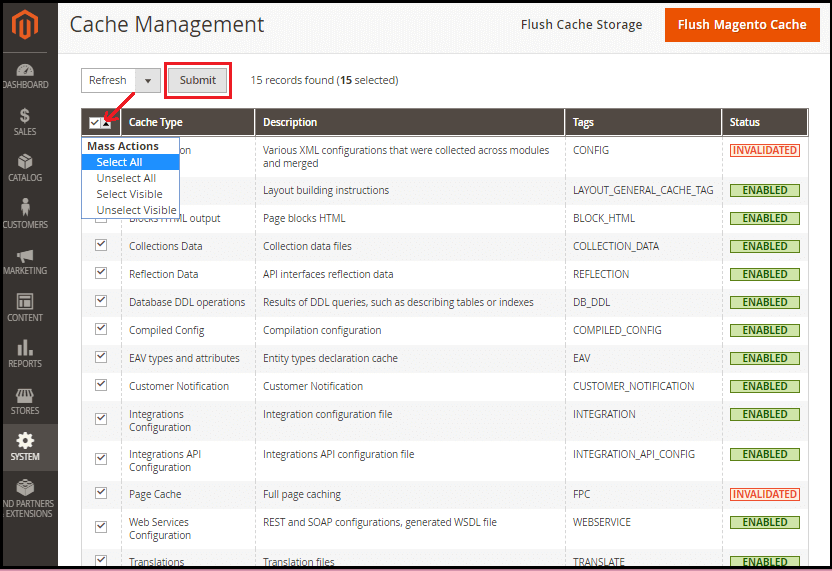 Cache Management
Flush Cache Storage
Flush Magento Cache
Refresh
Submit
15 records found (15 selected)
DASHBOARD
SALES
CATALOG
CUSTOMERS
MARKETING
CONTENT
REPORTS
STORES
SYSTEM
ND PARTNERS
& EXTENSIONS
Cache Type Description Tags Status
Mass Actions
Select All
Unselect All
Select Visible
Unselect Visible
on Various XML configurations that were collected across modules CONFIG INVALIDATED
and merged
Layout building instructions LAYOUT_GENERAL_CACHE_TAG ENABLED
Blocks HTML output Page blocks HTML BLOCK_HTML ENABLED
Collections Data Collection data files COLLECTION_DATA ENABLED
Reflection Data API interfaces reflection data REFLECTION ENABLED
Database DDL operations Results of DDL queries, such as describing tables or indexes DB_DDL ENABLED
Compiled Config Compilation configuration COMPILED_CONFIG ENABLED
EAV types and attributes Entity types declaration cache EAV ENABLED
Customer Notification Customer Notification CUSTOMER_NOTIFICATION ENABLED
Integrations Integration configuration file INTEGRATION ENABLED
Configuration
Integrations API Integrations API configuration file INTEGRATION_API_CONFIG ENABLED
Configuration
Page Cache Full page caching FPC INVALIDATED
Web Services REST and SOAP configurations, generated WSDL file WEBSERVICE ENABLED
Configuration
Translations Translation files TRANSLATE ENABLED